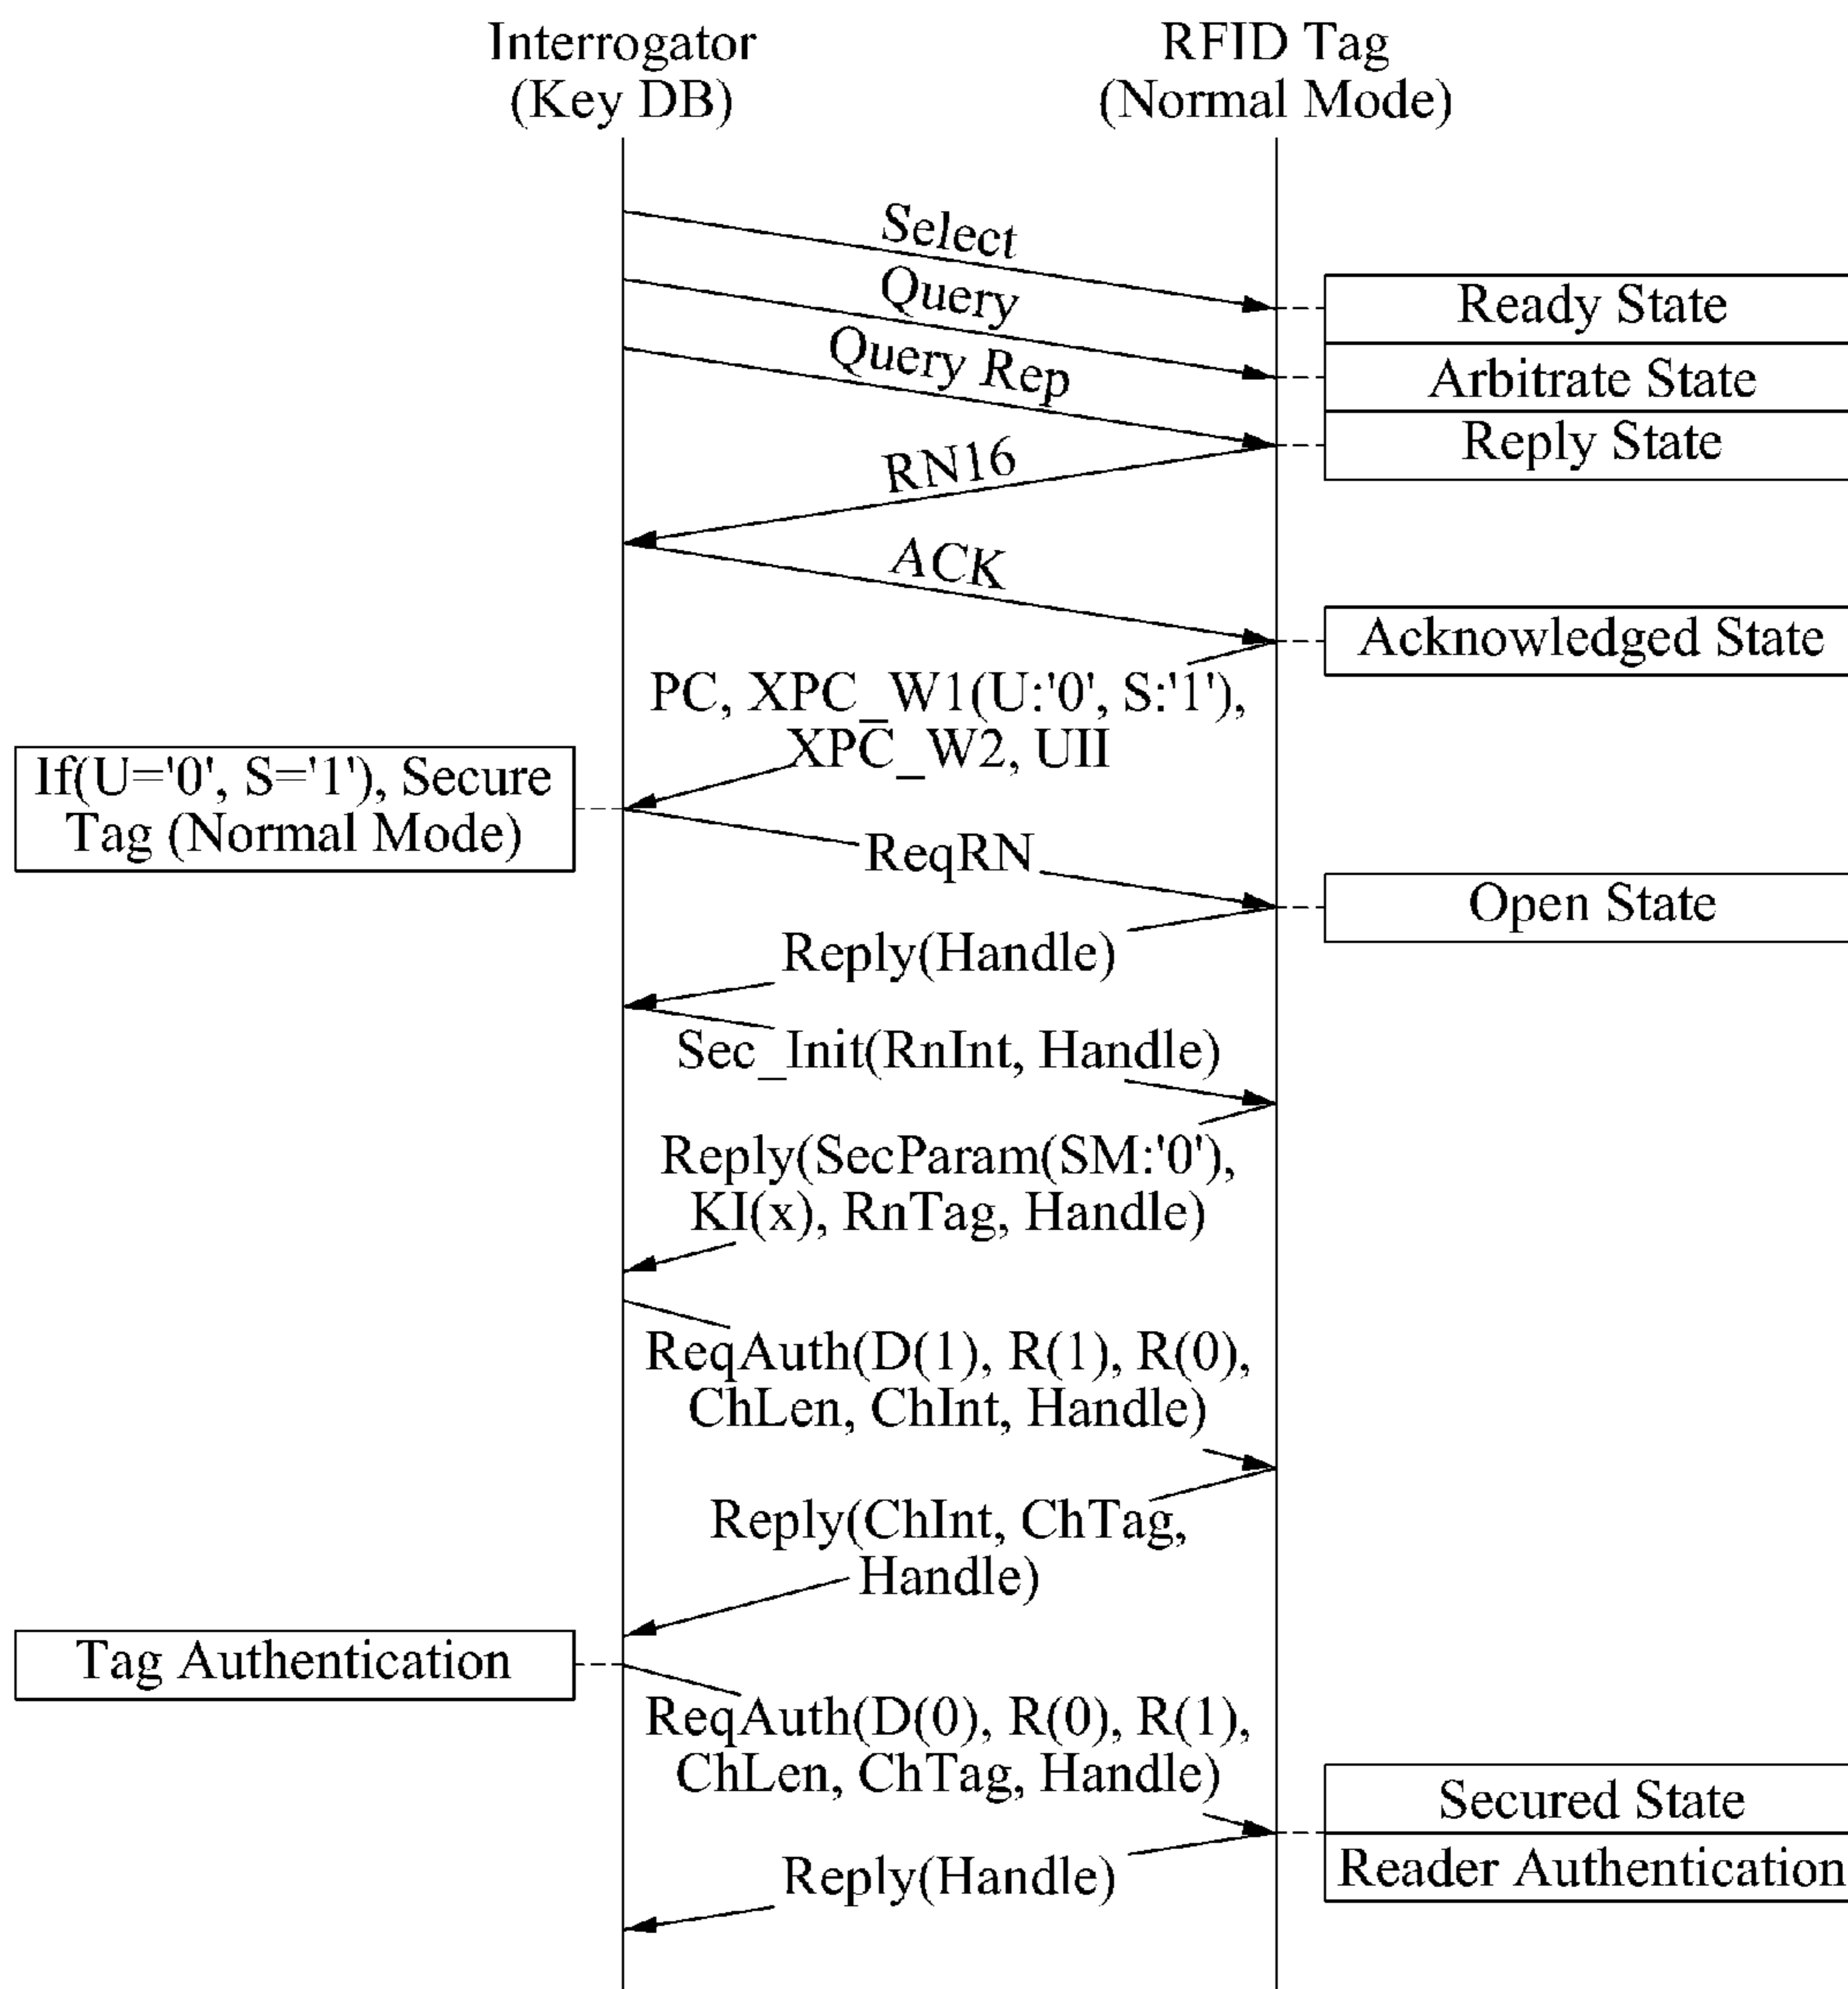 Interrogator
(Key DB)
RFID Tag
(Normal Mode)
Select
Query
Ready State
Query Rep
Arbitrate State
Reply State
RN16
ACK
Acknowledged State
PC, XPC_W1(U:'0', S:'1'),
XPC_W2, UII
If(U='0', S='1'), Secure
Tag (Normal Mode)
ReqRN
Open State
Reply(Handle)
Sec_Init(RnInt, Handle)
Reply(SecParam(SM:'0'),
KI(x), RnTag, Handle)
ReqAuth(D(1), R(1), R(0),
ChLen, ChInt, Handle)
Reply(ChInt, ChTag,
Handle)
Tag Authentication
ReqAuth(D(0), R(0), R(1),
ChLen, ChTag, Handle)
Secured State
Reader Authentication
Reply(Handle)